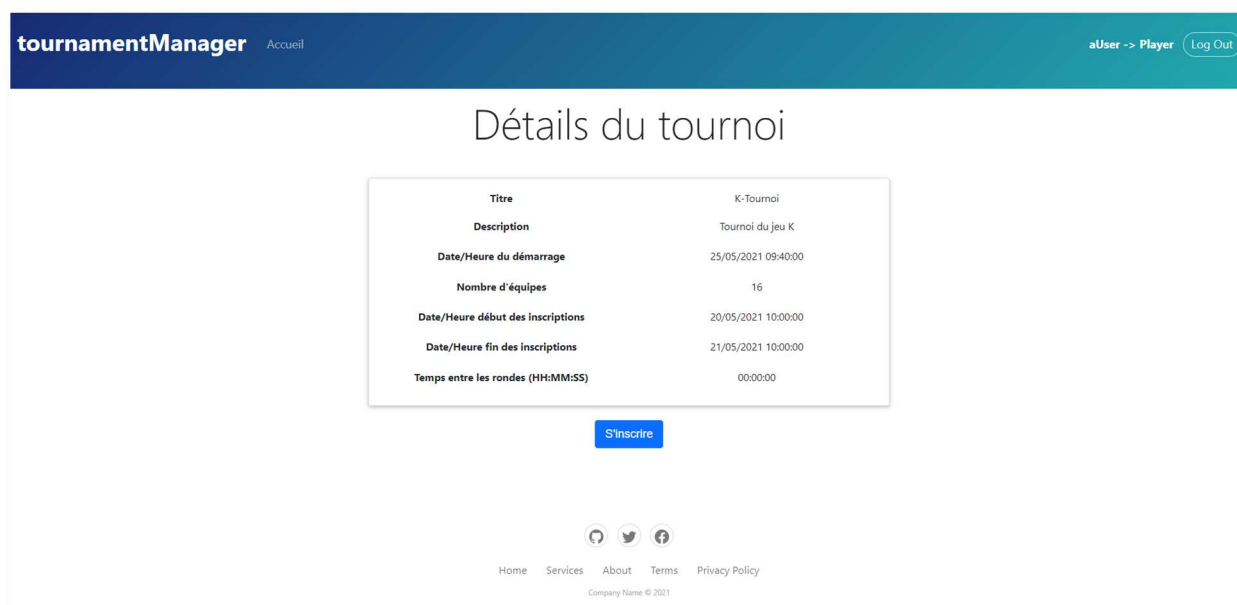 tournamentManager Accueil aUser -> Player Log Out
Détails du tournoi
Titre K-Tournoi
Description Tournoi du jeu K
Date/Heure du démarrage 25/05/2021 09:40:00
Nombre d'équipes 16
Date/Heure début des inscriptions 20/05/2021 10:00:00
Date/Heure fin des inscriptions 21/05/2021 10:00:00
Temps entre les rondes (HH:MM:SS) 00:00:00
S'inscrire
Home Services About Terms Privacy Policy
Company Name © 2021